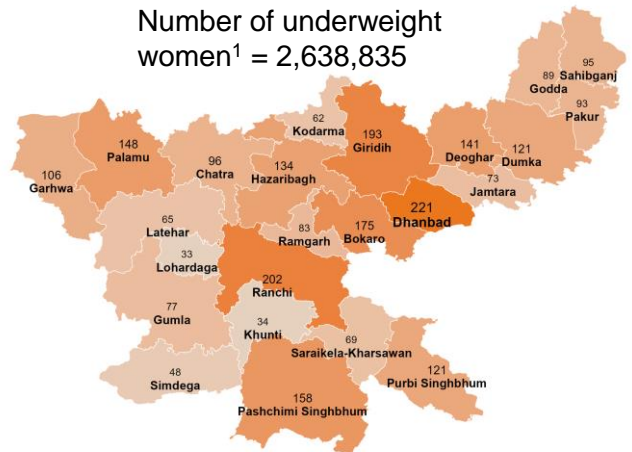 Number of underweight
women¹ = 2,638,835
95
Sahibganj
89
Godda
93
Pakur
62
Kodarma
193
Giridih
148
Palamu
141
Deoghar
121
Dumka
96
Chatra
134
Hazaribagh
106
Garhwa
73
Jamtara
221
Dhanbad
65
Latehar
83
Ramgarh
175
Bokaro
33
Lohardaga
202
Ranchi
77
Gumla
34
Khunti
69
Saraikela-Kharsawan
48
Simdega
121
Purbi Singhbhum
158
Pashchimi Singhbhum